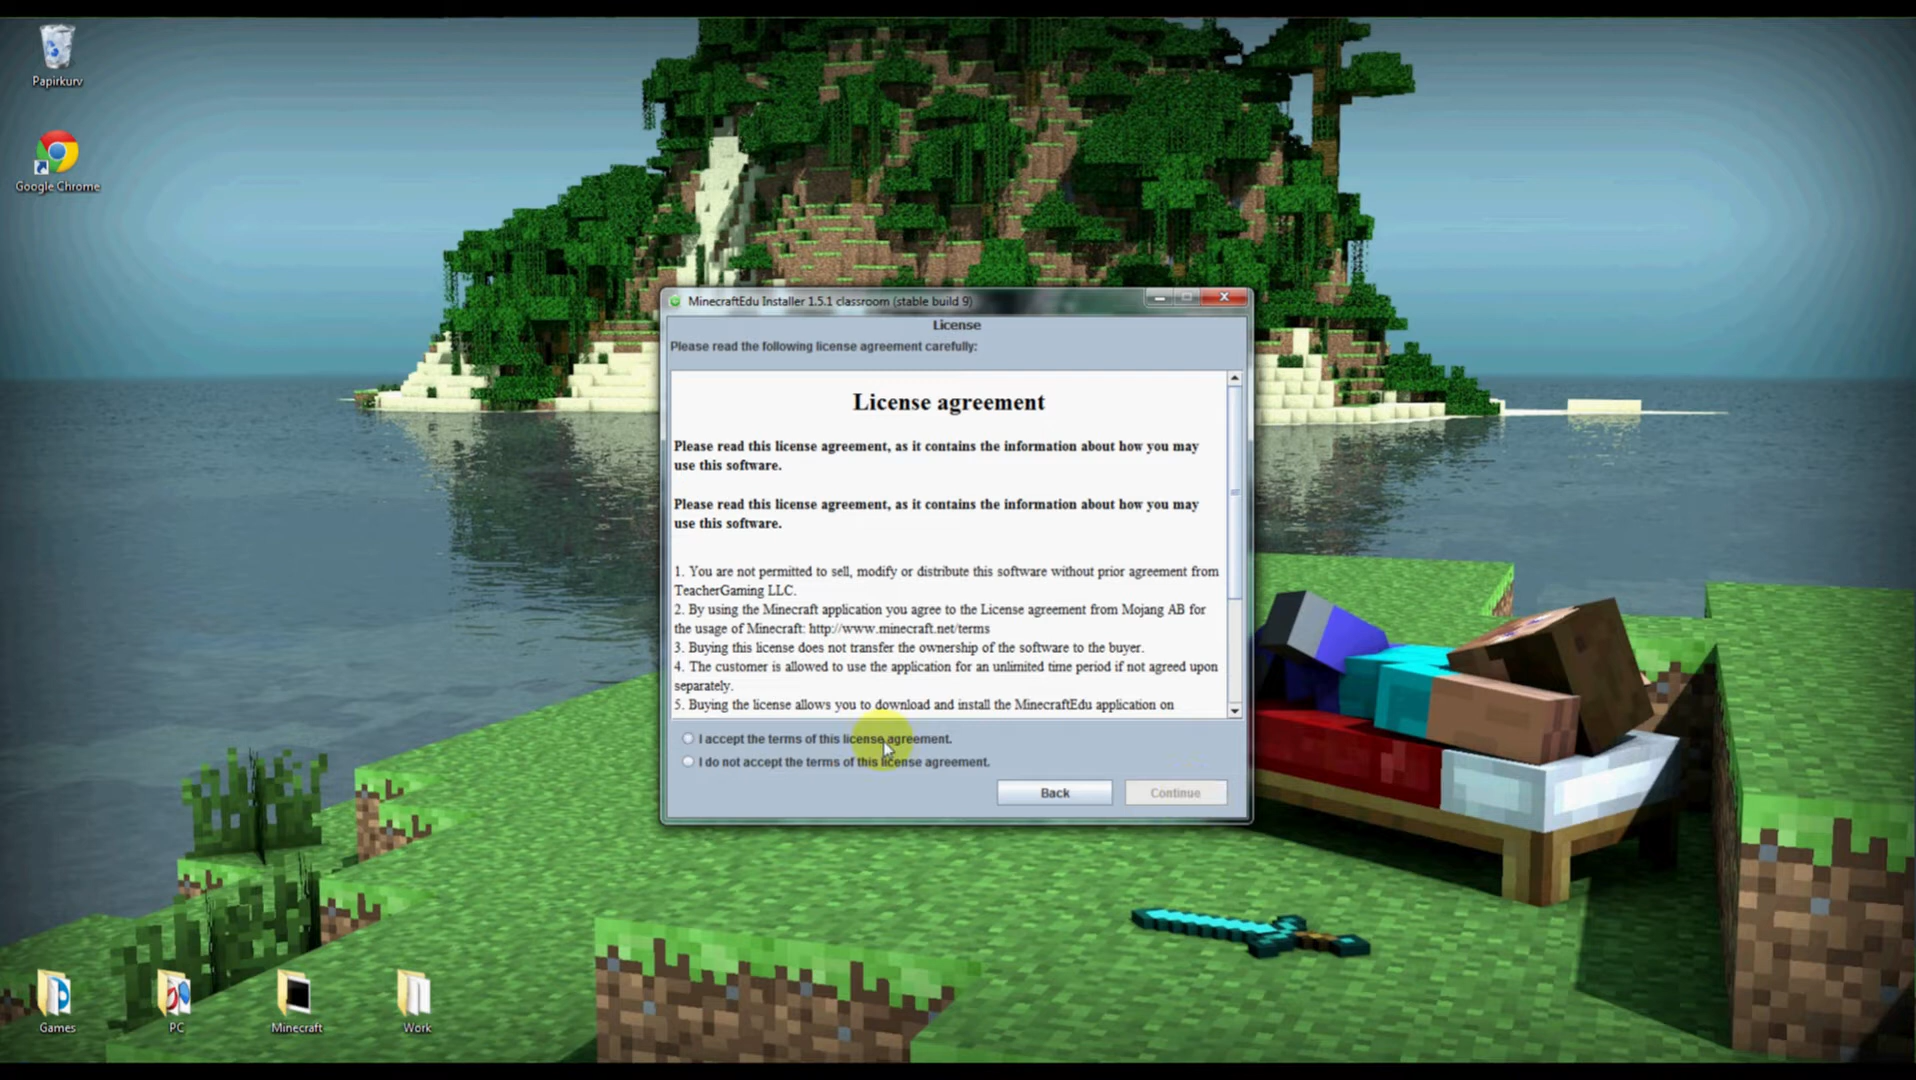 Papirkurv
Google Chrome
MinecraftEdu Installer 1.5.1 classroom (stable build 9)
License
Please read the following license agreement carefully:
License agreement
Please read this license agreement, as it contains the information about how you may
use this software.
Please read this license agreement, as it contains the information about how you may
use this software.
1. You are not permitted to sell, modify or distribute this software without prior agreement from
TeacherGaming LLC.
2. By using the Minecraft application you agree to the License agreement from Mojang AB for
the usage of Minecraft: http://www.minecraft.net/terms
3. Buying this license does not transfer the ownership of the software to the buyer.
4. The customer is allowed to use the application for an unlimited time period if not agreed upon
separately.
5. Buying the license allows you to download and install the MinecraftEdu application on
I accept the terms of this license agreement.
I do not accept the terms of this license agreement.
Back
Continue
Games
PC
Minecraft
Work